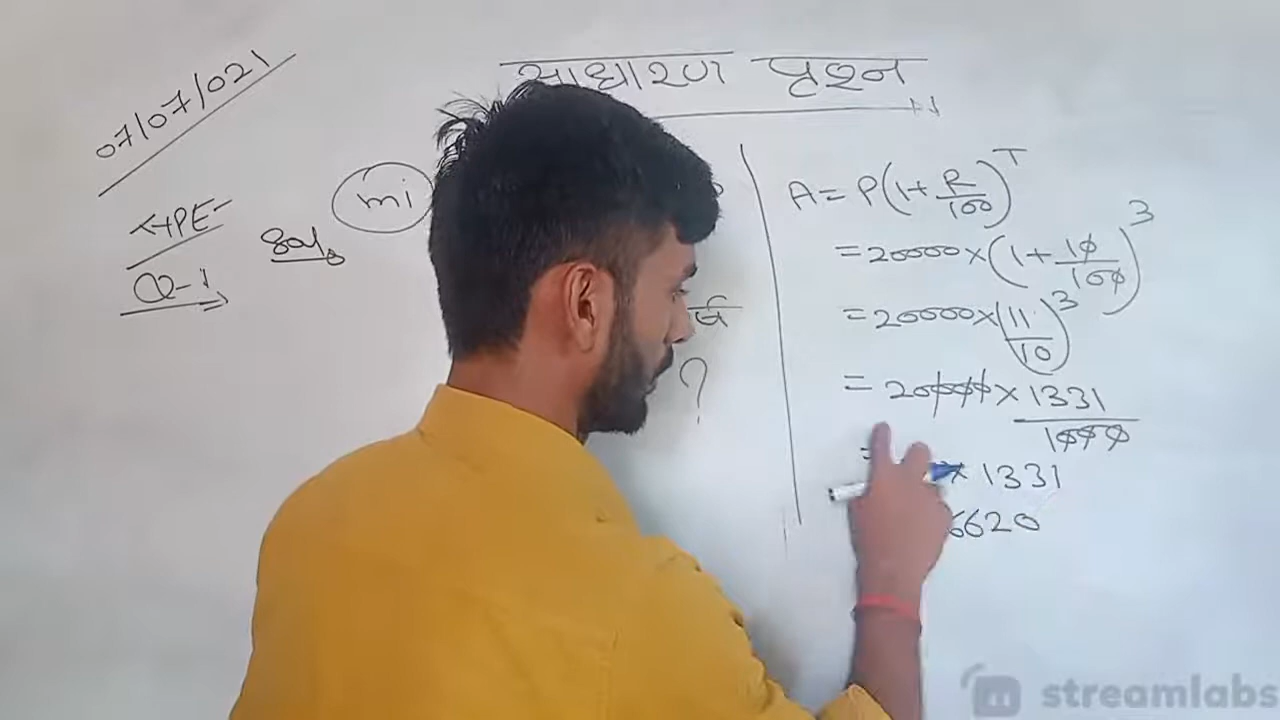 07/07/021
साधारण प्रश्न
TYPE-
Q-1
mi
A = P(1+R/100)^T
= 20000 × (1 + 10/100)^3
= 20000 × (11/10)^3
= 20000 × 1331/1000
× 1331
6620
?
streamlabs